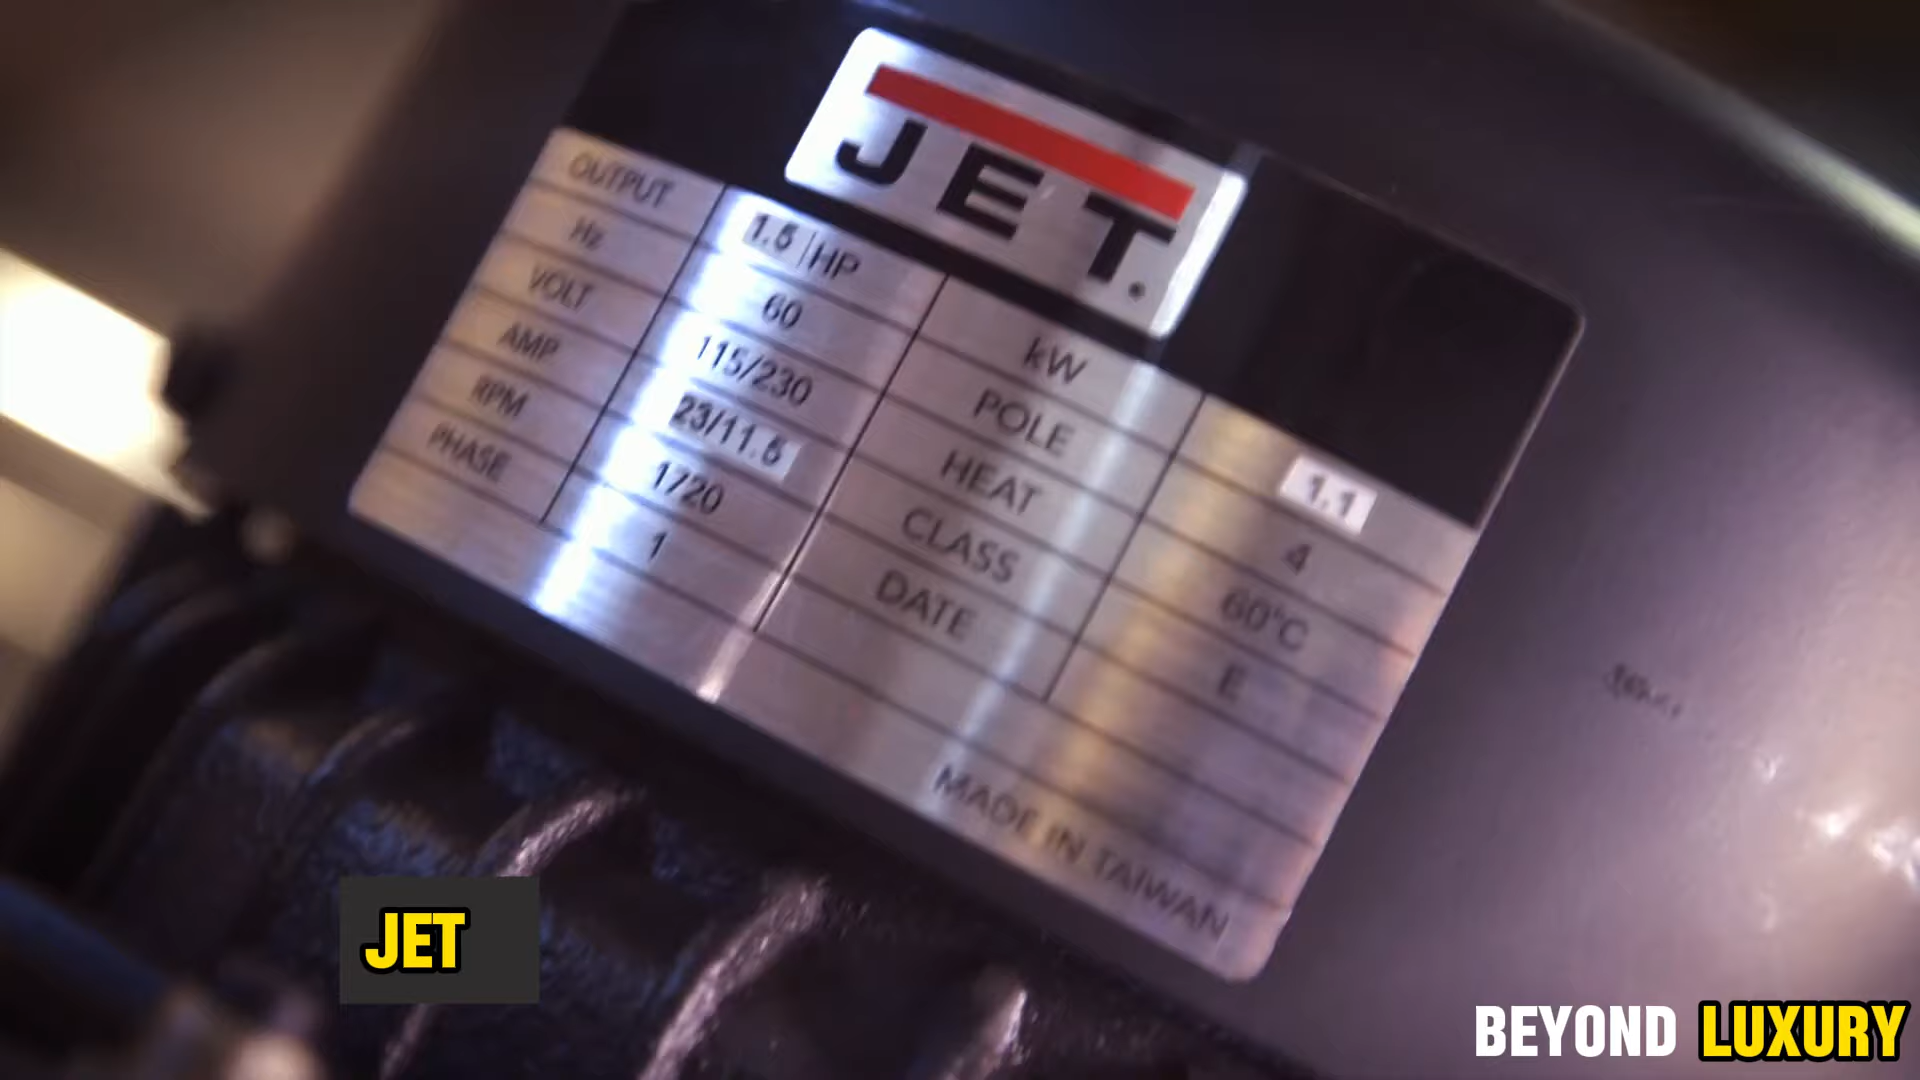 JET.
OUTPUT 1.5 HP kW 1.1
Hz 60 POLE 4
VOLT 115/230 HEAT 60°C
AMP 23/11.5 CLASS E
RPM 1720 DATE
PHASE 1
MADE IN TAIWAN
JET
BEYOND LUXURY